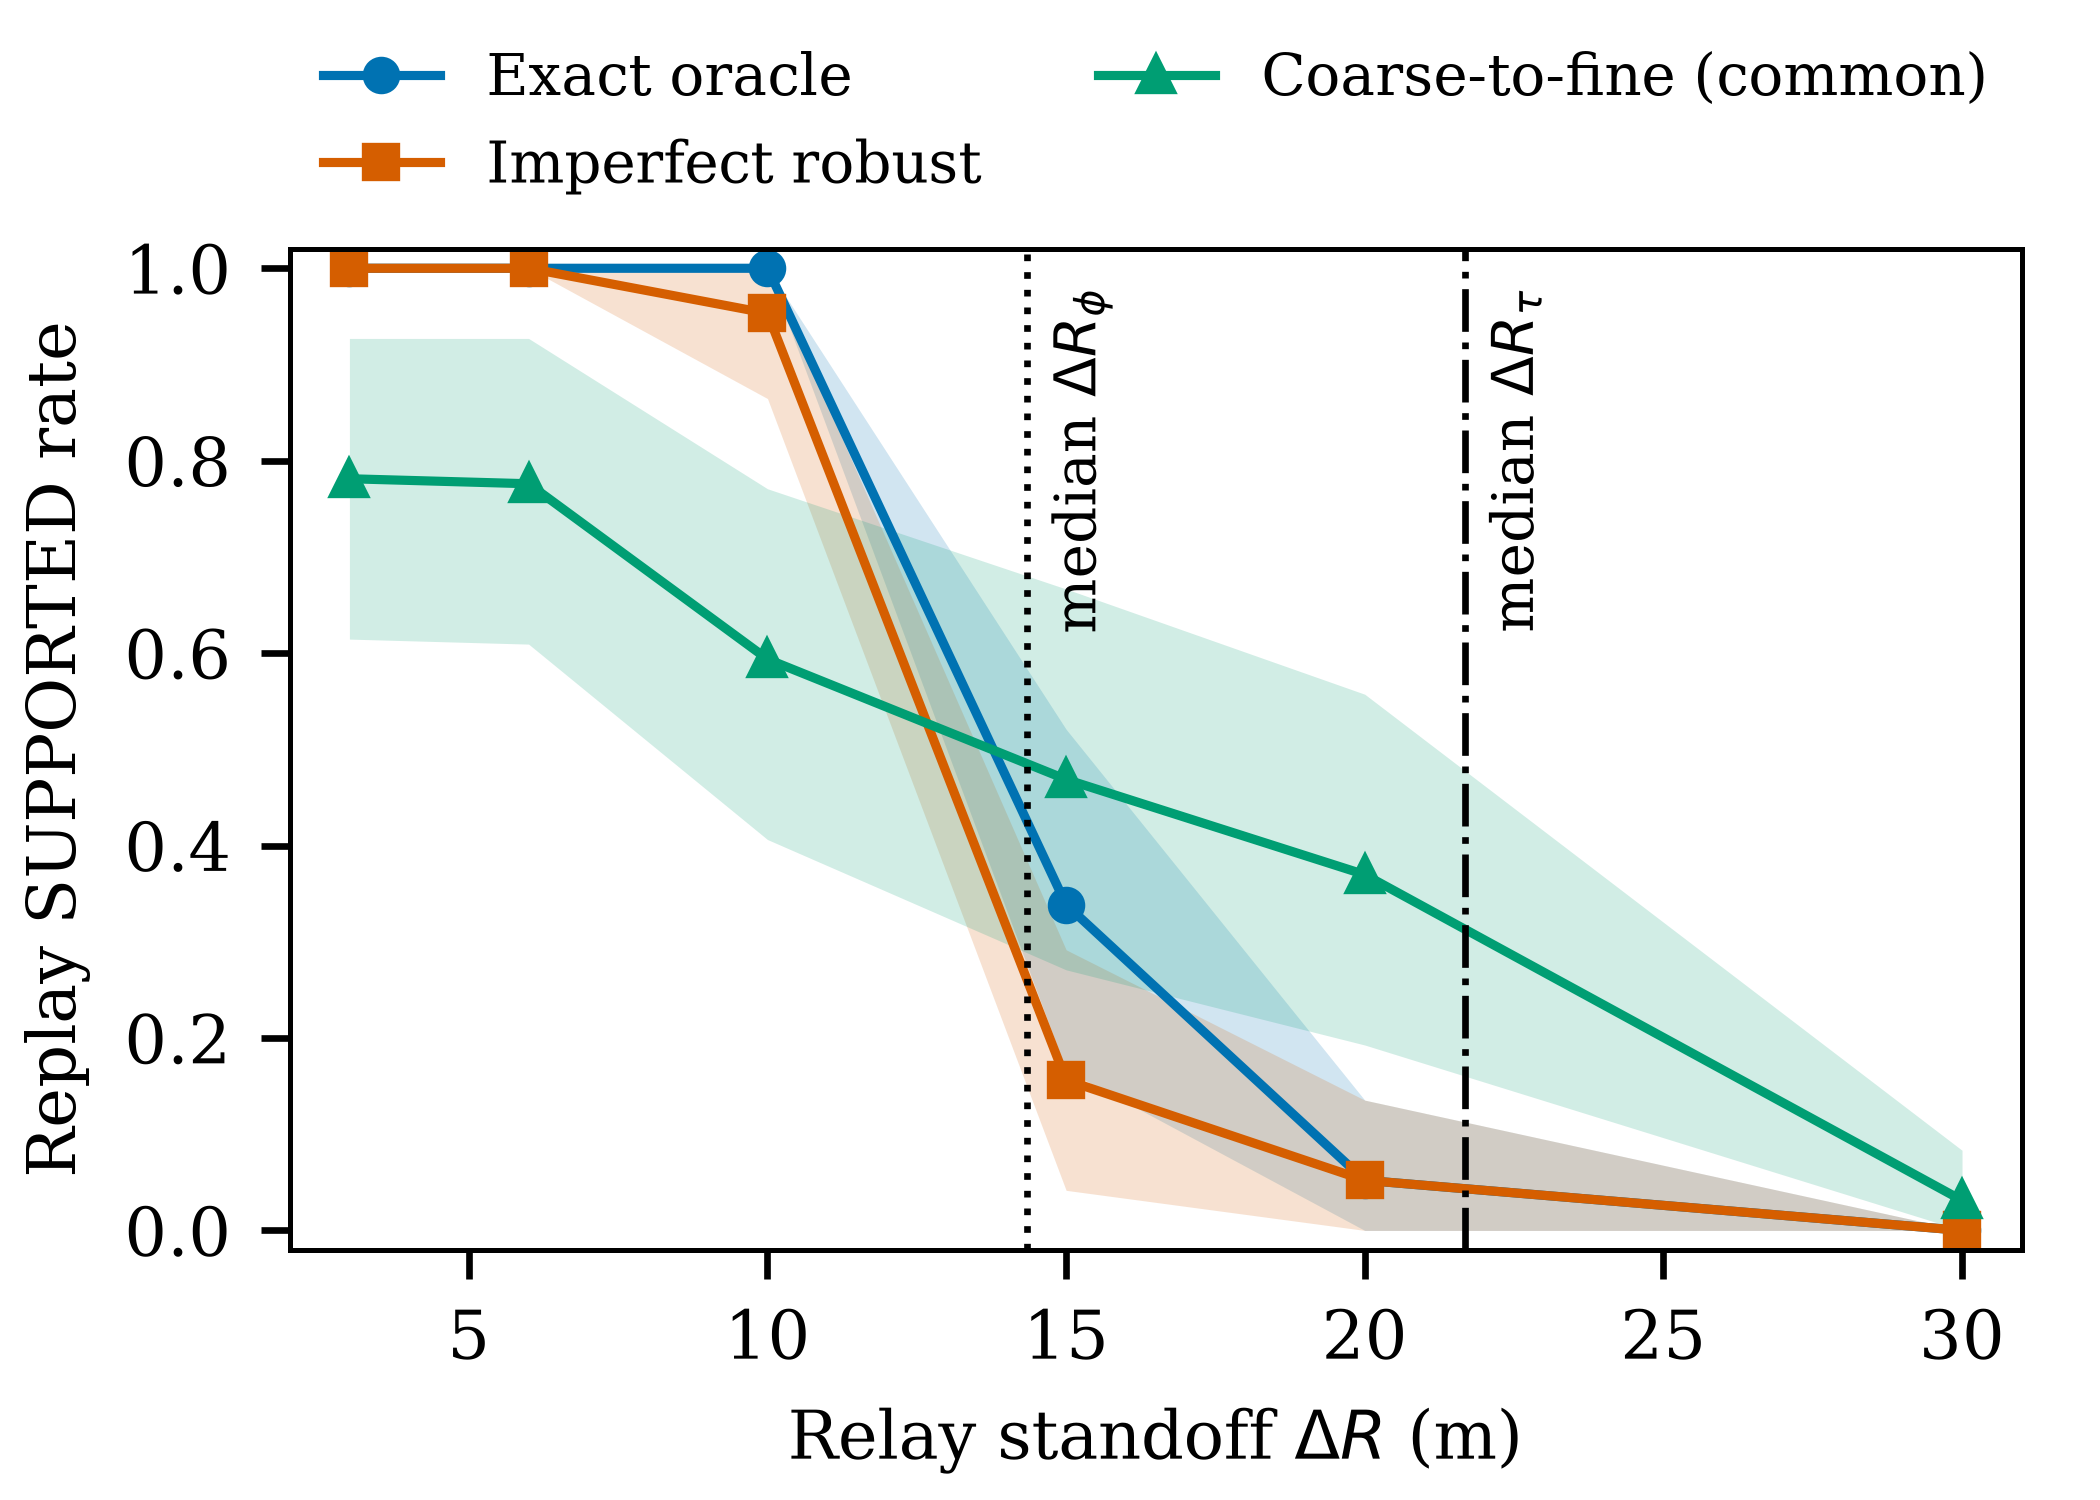 Exact oracle
Imperfect robust
Coarse-to-fine (common)
Replay SUPPORTED rate
1.0
0.8
0.6
0.4
0.2
0.0
median ΔR_ϕ
median ΔR_τ
5 10 15 20 25 30
Relay standoff ΔR (m)